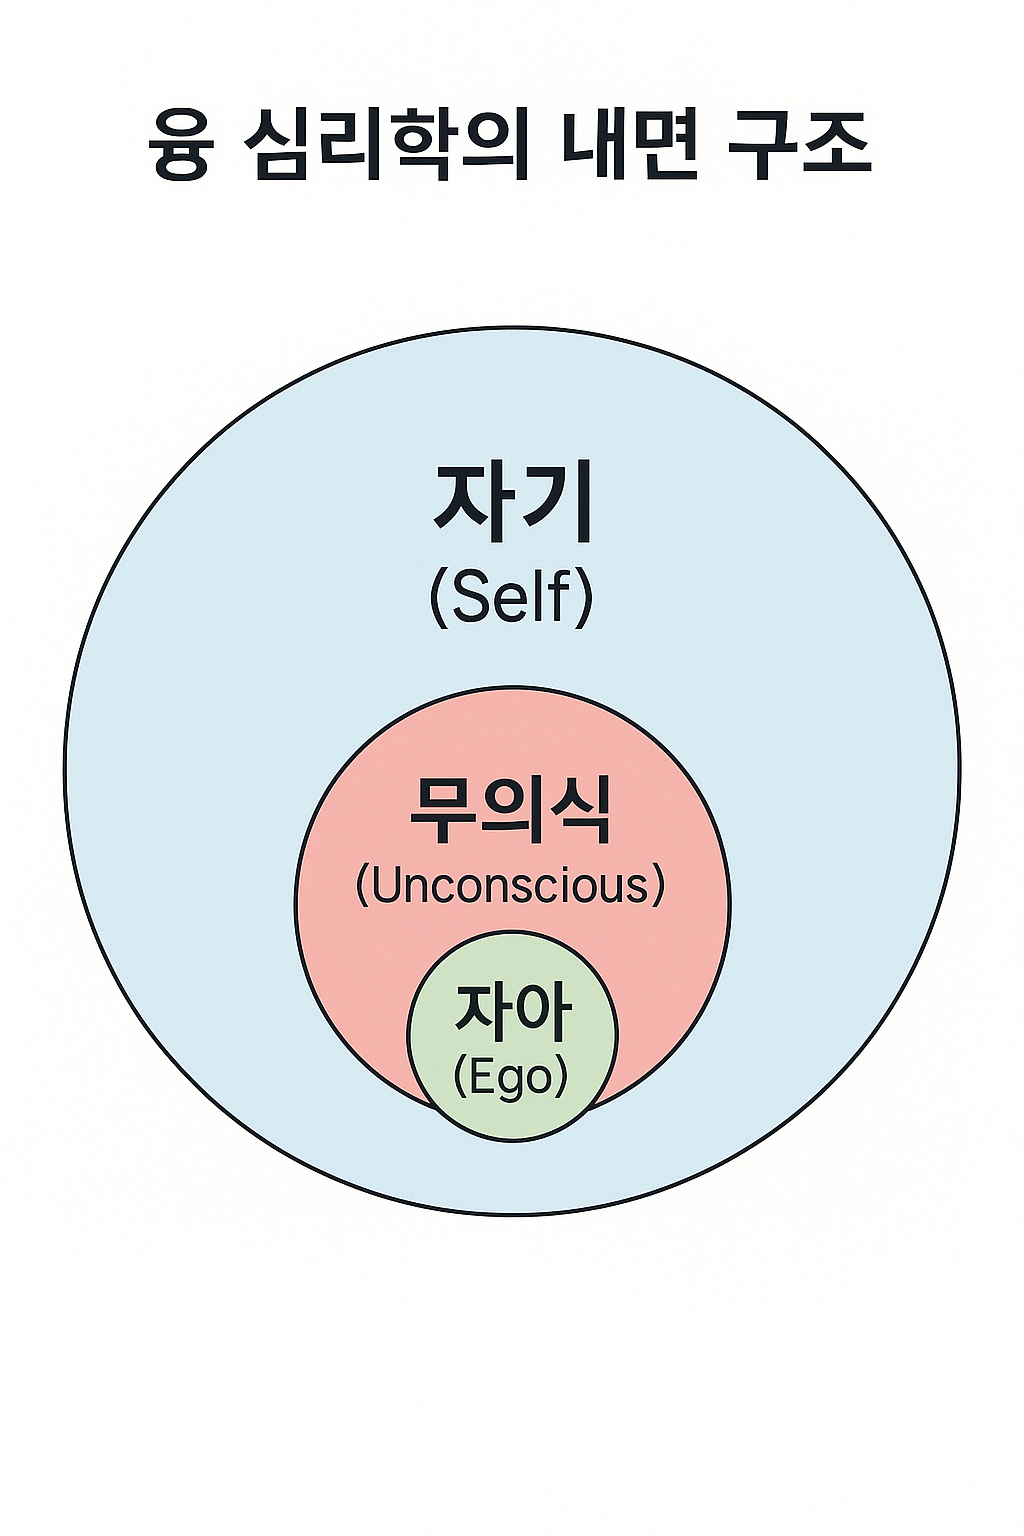 융 심리학의 내면 구조
자기
(Self)
무의식
(Unconscious)
자아
(Ego)